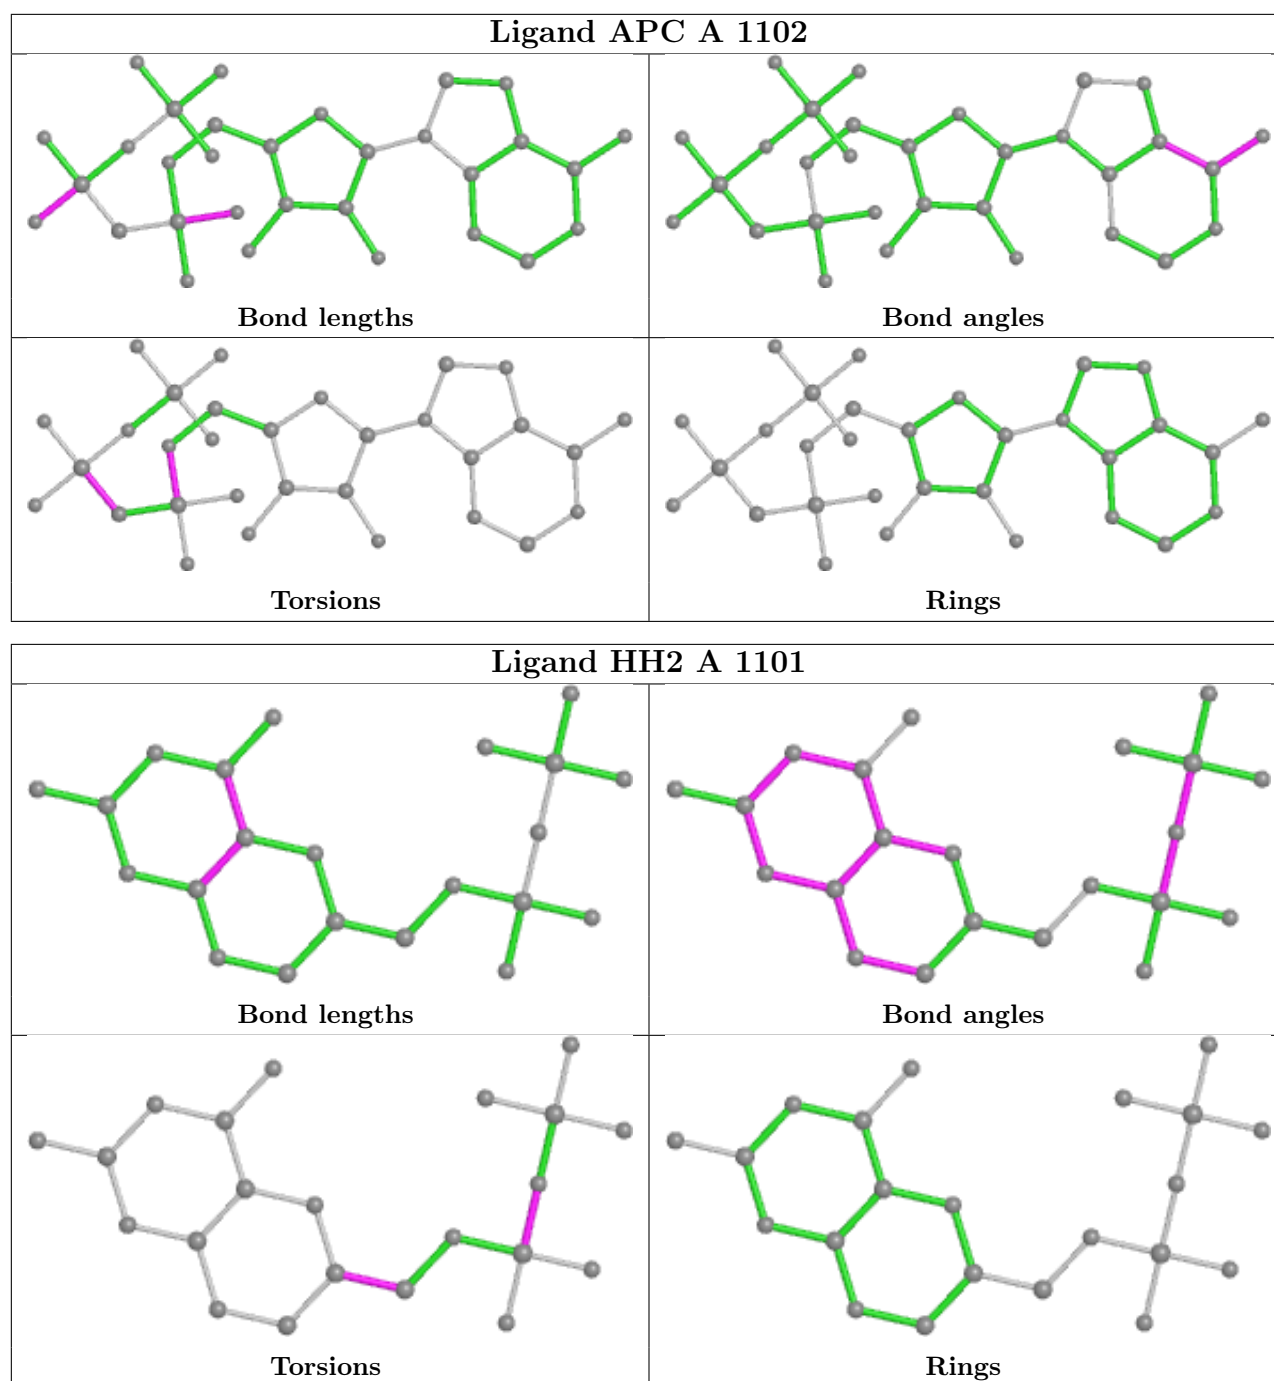 Ligand APC A 1102
Bond lengths
Bond angles
Torsions
Rings
Ligand HH2 A 1101
Bond lengths
Bond angles
Torsions
Rings